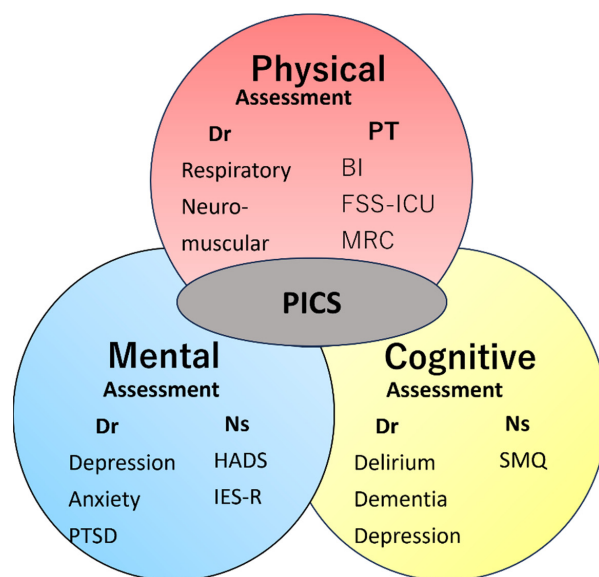 Physical
Assessment
Dr PT
Respiratory BI
Neuro- FSS-ICU
muscular MRC
PICS
Mental
Assessment
Dr Ns
Depression HADS
Anxiety IES-R
PTSD
Cognitive
Assessment
Dr Ns
Delirium SMQ
Dementia
Depression